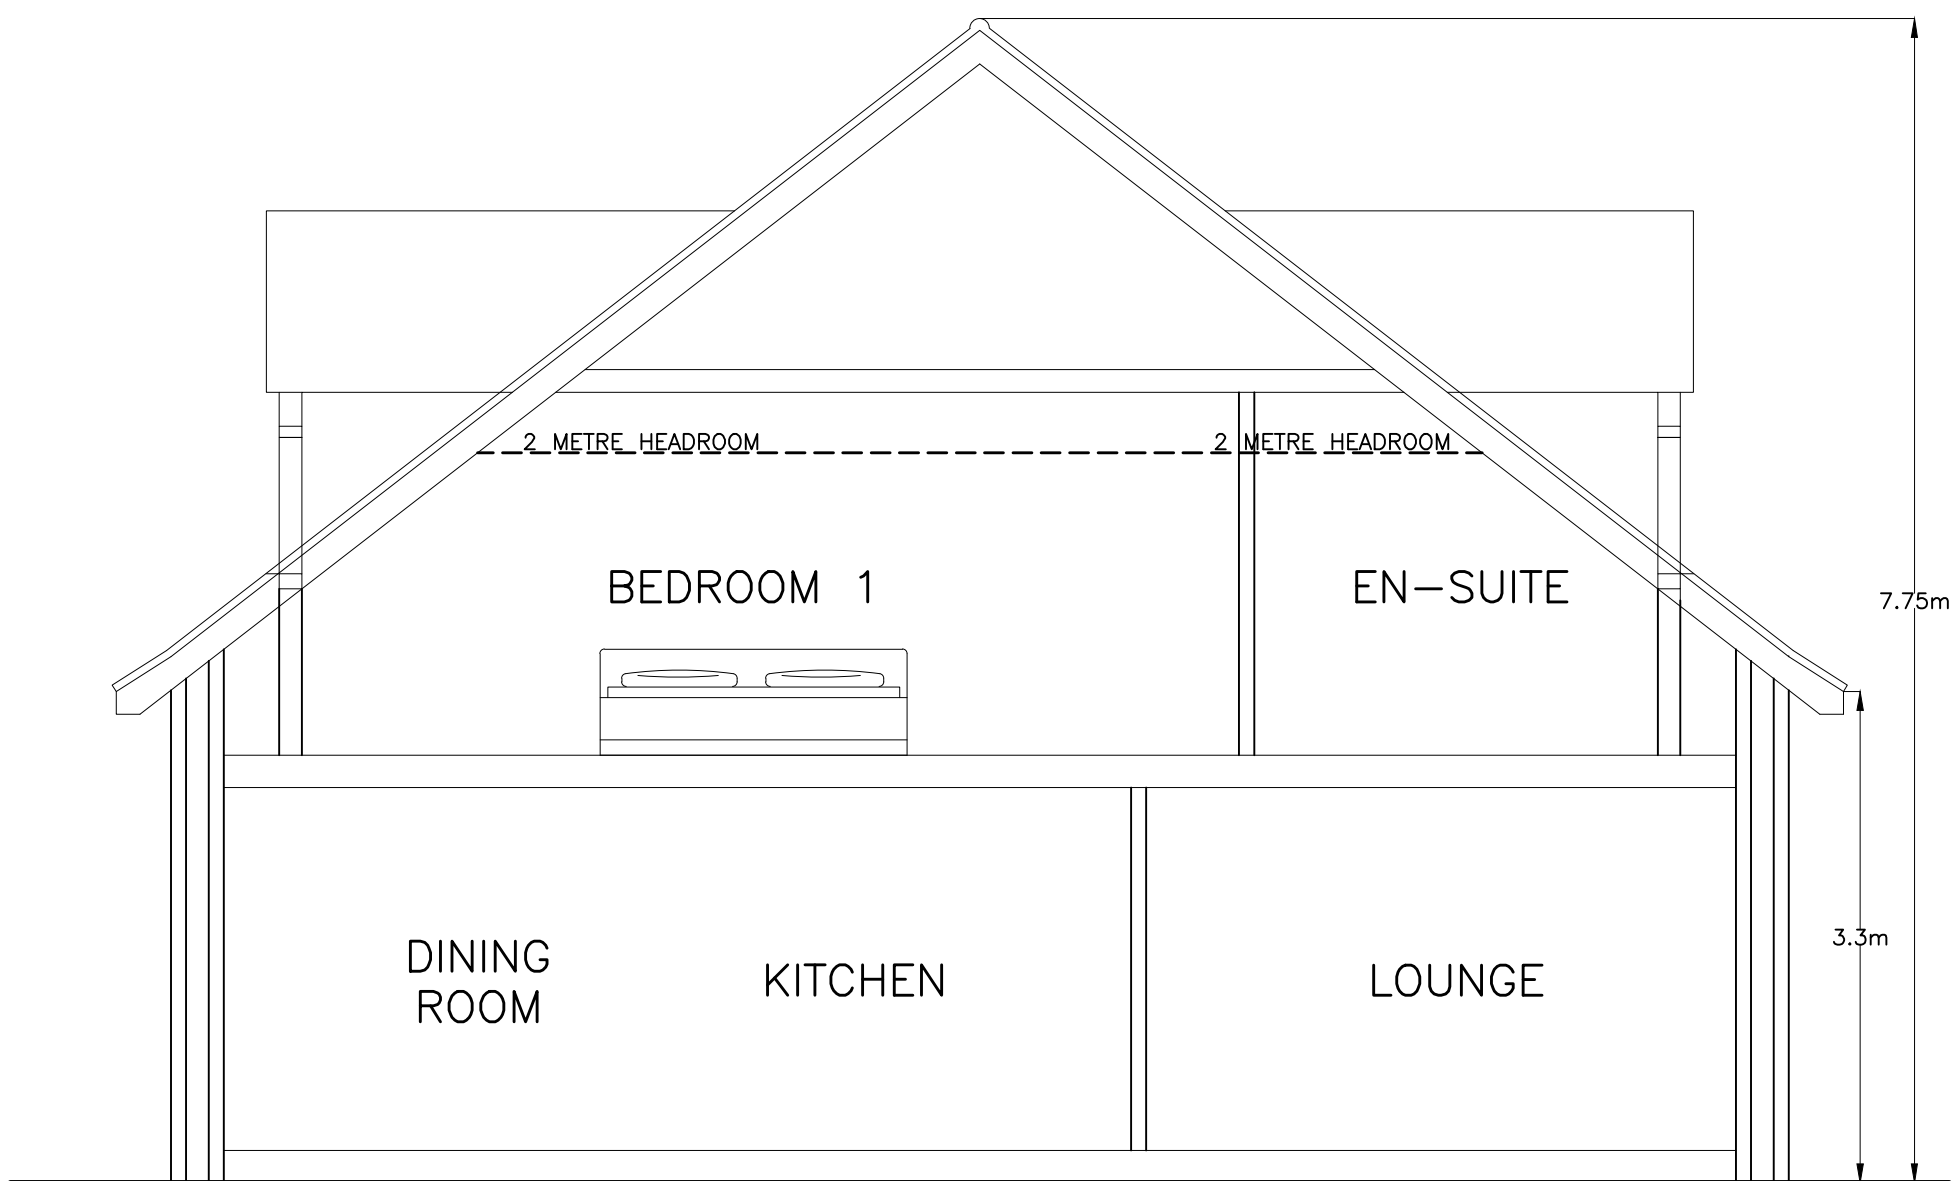 2 METRE HEADROOM
2 METRE HEADROOM
BEDROOM 1
EN-SUITE
7.75m
3.3m
DINING
ROOM
KITCHEN
LOUNGE